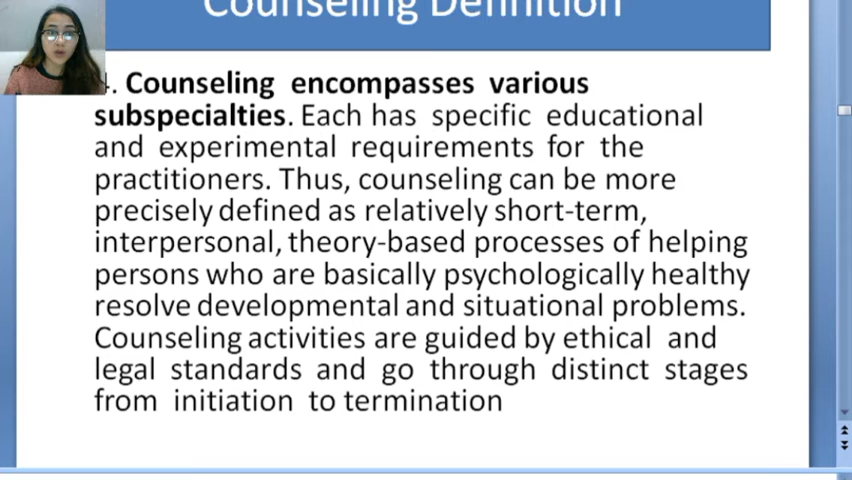 Counseling Definition
4. Counseling encompasses various
subspecialties. Each has specific educational
and experimental requirements for the
practitioners. Thus, counseling can be more
precisely defined as relatively short-term,
interpersonal, theory-based processes of helping
persons who are basically psychologically healthy
resolve developmental and situational problems.
Counseling activities are guided by ethical and
legal standards and go through distinct stages
from initiation to termination